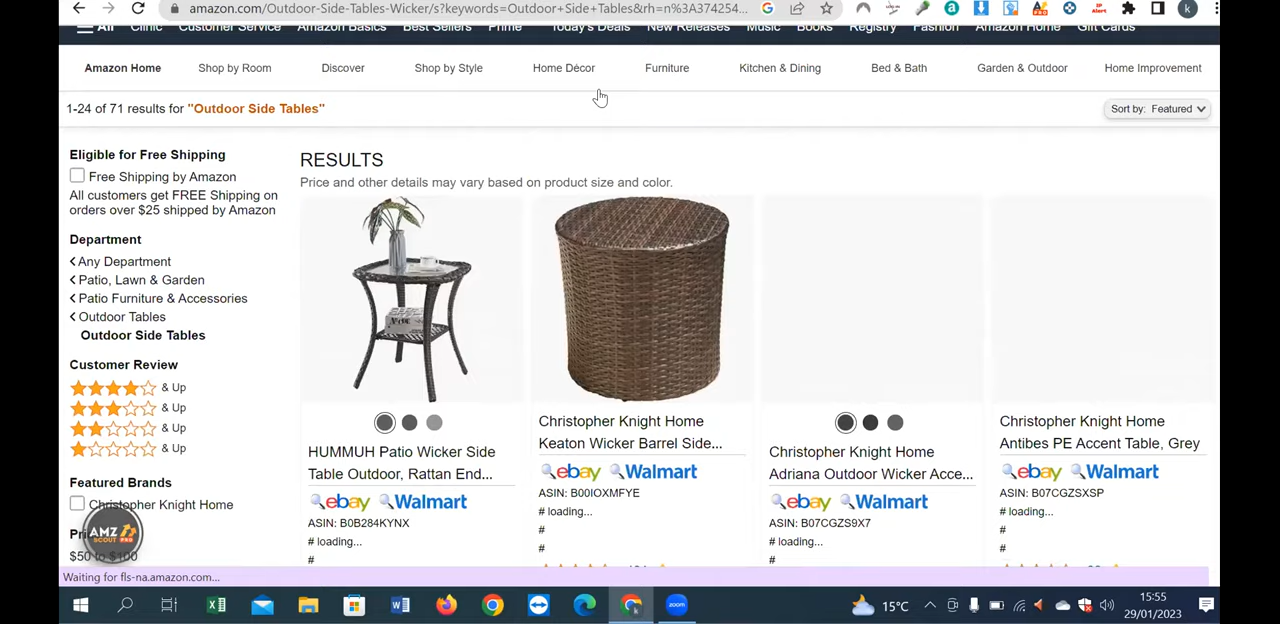 amazon.com/Outdoor-Side-Tables-Wicker/s?keywords=Outdoor+Side+Tables&rh=n%3A374254...
k
All Clinic Customer Service Amazon Basics Best Sellers Prime Today's Deals New Releases Music Books Registry Fashion Amazon Home Gift Cards
Amazon Home Shop by Room Discover Shop by Style Home Décor Furniture Kitchen & Dining Bed & Bath Garden & Outdoor Home Improvement
1-24 of 71 results for "Outdoor Side Tables"
Sort by: Featured
Eligible for Free Shipping
Free Shipping by Amazon
All customers get FREE Shipping on
orders over $25 shipped by Amazon
Department
Any Department
Patio, Lawn & Garden
Patio Furniture & Accessories
Outdoor Tables
Outdoor Side Tables
Customer Review
& Up
& Up
& Up
& Up
Featured Brands
Christopher Knight Home
AMZ
SCOUT PRO
$50 to $100
RESULTS
Price and other details may vary based on product size and color.
HUMMUH Patio Wicker Side
Table Outdoor, Rattan End...
ebay Walmart
ASIN: B0B284KYNX
# loading...
#
Christopher Knight Home
Keaton Wicker Barrel Side...
ebay Walmart
ASIN: B00IOXMFYE
# loading...
#
#
Christopher Knight Home
Adriana Outdoor Wicker Acce...
ebay Walmart
ASIN: B07CGZS9X7
# loading...
#
Christopher Knight Home
Antibes PE Accent Table, Grey
ebay Walmart
ASIN: B07CGZSXSP
# loading...
#
#
Waiting for fls-na.amazon.com...
zoom
15°C
15:55
29/01/2023